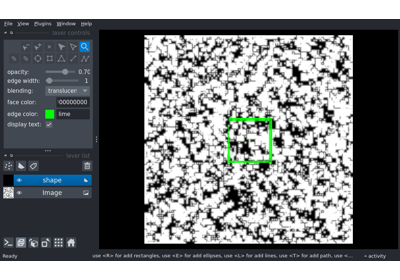 File View Plugins Window Help
layer controls
opacity: 0.70
edge width: 1
blending: translucen
face color: 00000000
edge color: lime
display text:
layer list
shape
Image
Ready use <R> for add rectangles, use <E> for add ellipses, use <L> for add lines, use <T> for add path, use <... activity